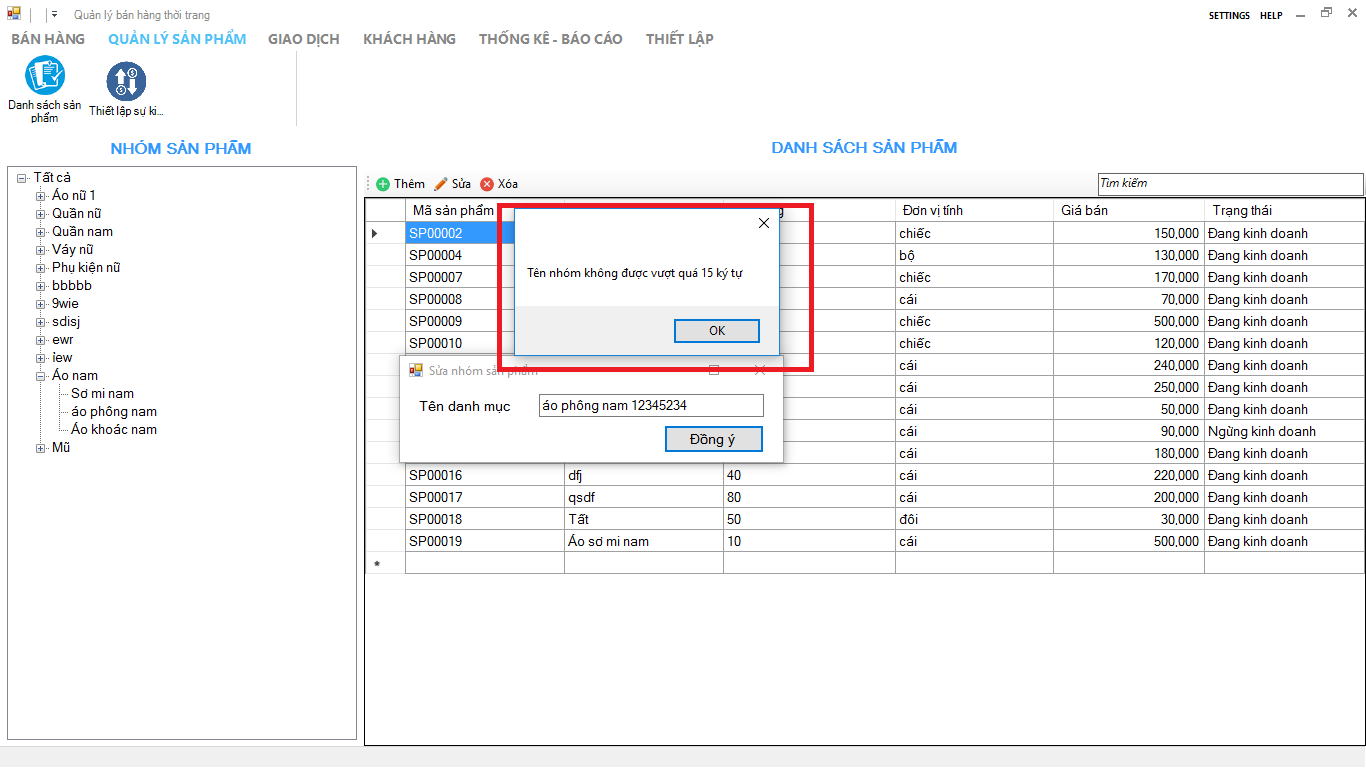 Quản lý bán hàng thời trang
SETTINGS HELP
BÁN HÀNG QUẢN LÝ SẢN PHẨM GIAO DỊCH KHÁCH HÀNG THỐNG KÊ - BÁO CÁO THIẾT LẬP
Danh sách sản
phẩm
Thiết lập sự ki...
NHÓM SẢN PHẨM
Tất cả
Áo nữ 1
Quần nữ
Quần nam
Váy nữ
Phụ kiện nữ
bbbbb
9wie
sdisj
ewr
iew
Áo nam
Sơ mi nam
áo phông nam
Áo khoác nam
Mũ
DANH SÁCH SẢN PHẨM
Thêm Sửa Xóa
Tìm kiếm
Mã sản phẩm Đơn vị tính Giá bán Trạng thái
SP00002 chiếc 150,000 Đang kinh doanh
SP00004 bộ 130,000 Đang kinh doanh
SP00007 chiếc 170,000 Đang kinh doanh
SP00008 cái 70,000 Đang kinh doanh
SP00009 chiếc 500,000 Đang kinh doanh
SP00010 chiếc 120,000 Đang kinh doanh
cái 240,000 Đang kinh doanh
cái 250,000 Đang kinh doanh
cái 50,000 Đang kinh doanh
cái 90,000 Ngừng kinh doanh
cái 180,000 Đang kinh doanh
SP00016 dfj 40 cái 220,000 Đang kinh doanh
SP00017 qsdf 80 cái 200,000 Đang kinh doanh
SP00018 Tất 50 đôi 30,000 Đang kinh doanh
SP00019 Áo sơ mi nam 10 cái 500,000 Đang kinh doanh
Tên nhóm không được vượt quá 15 ký tự
OK
Sửa nhóm sản phẩm
Tên danh mục áo phông nam 12345234
Đồng ý